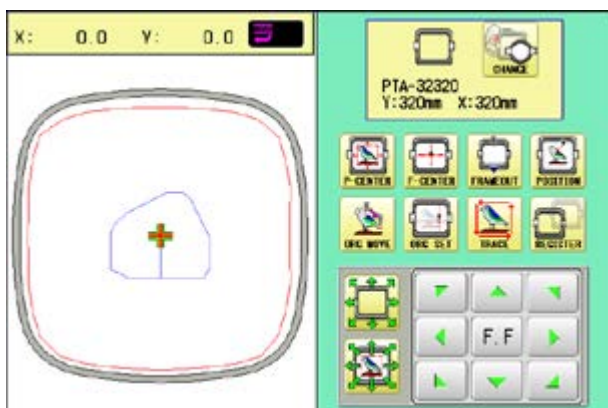 X: 0.0 Y: 0.0
CHANGE
PTA-32320
Y:320mm X:320mm
P-CENTER F-CENTER FRAMEOUT POSITION
ORG MOVE ORG SET TRACE REGISTER
F.F